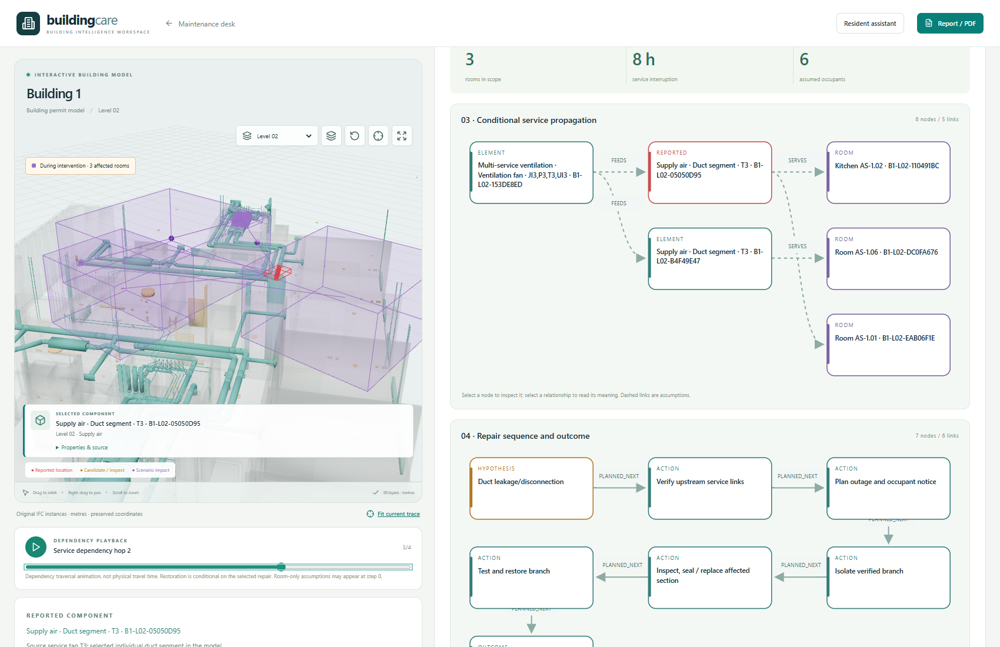 buildingcare
BUILDING INTELLIGENCE WORKSPACE
Maintenance desk
Resident assistant
Report / PDF
INTERACTIVE BUILDING MODEL
Building 1
Building permit model / Level 02
Level 02
During intervention · 3 affected rooms
SELECTED COMPONENT
Supply air · Duct segment · T3 · B1-L02-05050D95
Level 02 · Supply air
Properties & source
Reported location
Candidate / inspect
Scenario impact
Drag to orbit • Right-drag to pan • Scroll to zoom
30 layers · metres
Original IFC instances · metres · preserved coordinates
Fit current trace
DEPENDENCY PLAYBACK
Service dependency hop 2
3/4
Dependency traversal animation, not physical travel time. Restoration is conditional on the selected repair. Room-only assumptions may appear at step 0.
REPORTED COMPONENT
Supply air · Duct segment · T3 · B1-L02-05050D95
Source service tag T3; selected individual duct segment in the model
3
rooms in scope
8 h
service interruption
6
assumed occupants
03 · Conditional service propagation
6 nodes / 5 links
ELEMENT
Multi-service ventilation ·
Ventilation fan · JI3,P3,T3,UI3 · B1-
L02-153DE8ED
FEEDS
FEEDS
REPORTED
Supply air · Duct segment · T3 · B1-
L02-05050D95
ELEMENT
Supply air · Duct segment · T3 · B1-
L02-B4F49E47
SERVES
SERVES
ROOM
Kitchen AS-1.02 · B1-L02-110491BC
ROOM
Room AS-1.06 · B1-L02-DC0FA676
ROOM
Room AS-1.01 · B1-L02-EAB06F1E
Select a node to inspect it; select a relationship to read its meaning. Dashed links are assumptions.
04 · Repair sequence and outcome
7 nodes / 6 links
HYPOTHESIS
Duct leakage/disconnection
PLANNED_NEXT
ACTION
Verify upstream service links
PLANNED_NEXT
ACTION
Plan outage and occupant notice
PLANNED_NEXT
ACTION
Test and restore branch
PLANNED_NEXT
ACTION
Inspect, seal / replace affected
section
PLANNED_NEXT
ACTION
Isolate verified branch
PLANNED_NEXT
OUTCOME